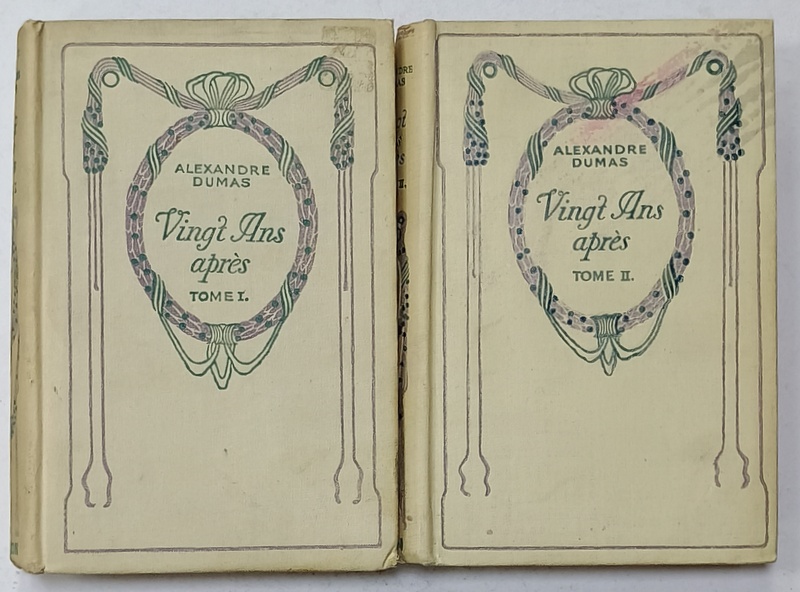 ALEXANDRE
DUMAS
Vingt Ans
après
TOME I.
ALEXANDRE
DUMAS
Vingt Ans
après
TOME II.